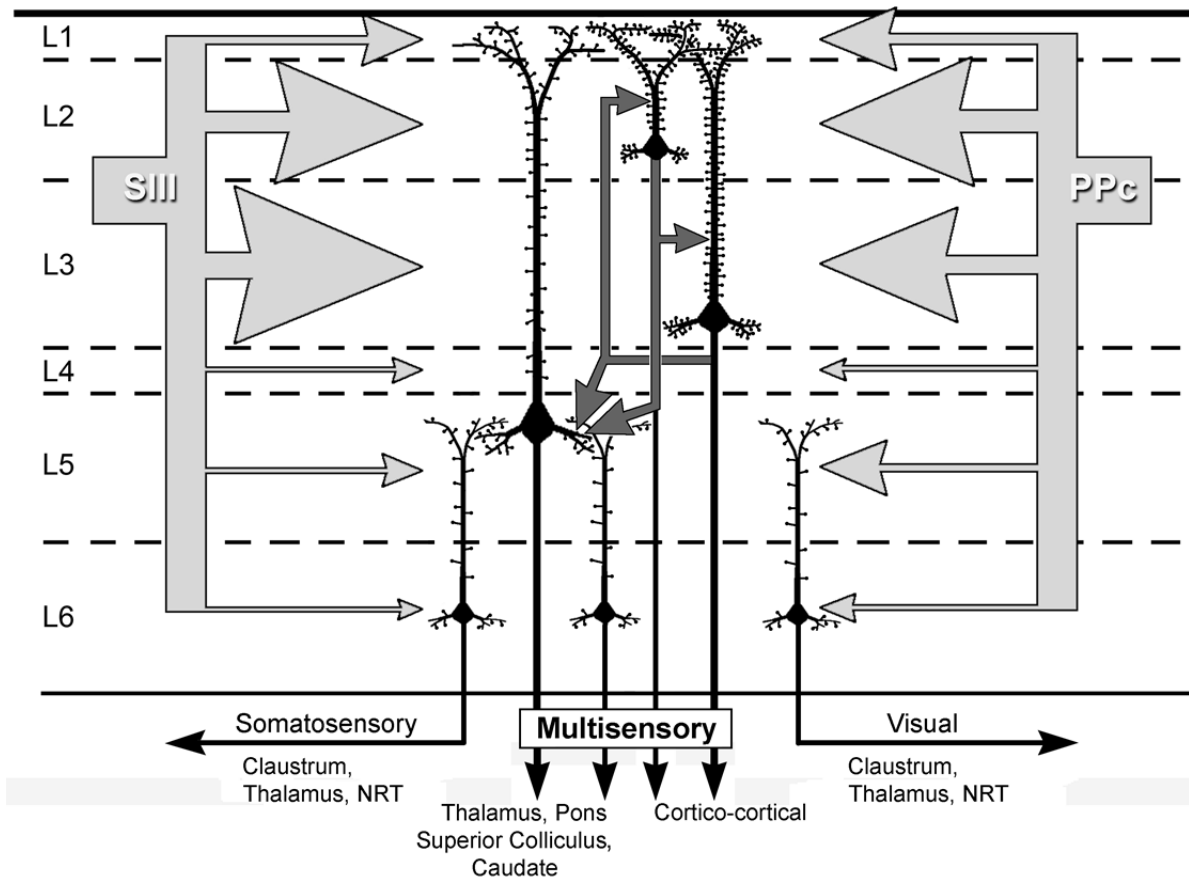 L1
L2
SIII
PPc
L3
L4
L5
L6
Somatosensory
Multisensory
Visual
Claustrum,
Thalamus, NRT
Claustrum,
Thalamus, NRT
Thalamus, Pons
Superior Colliculus,
Caudate
Cortico-cortical